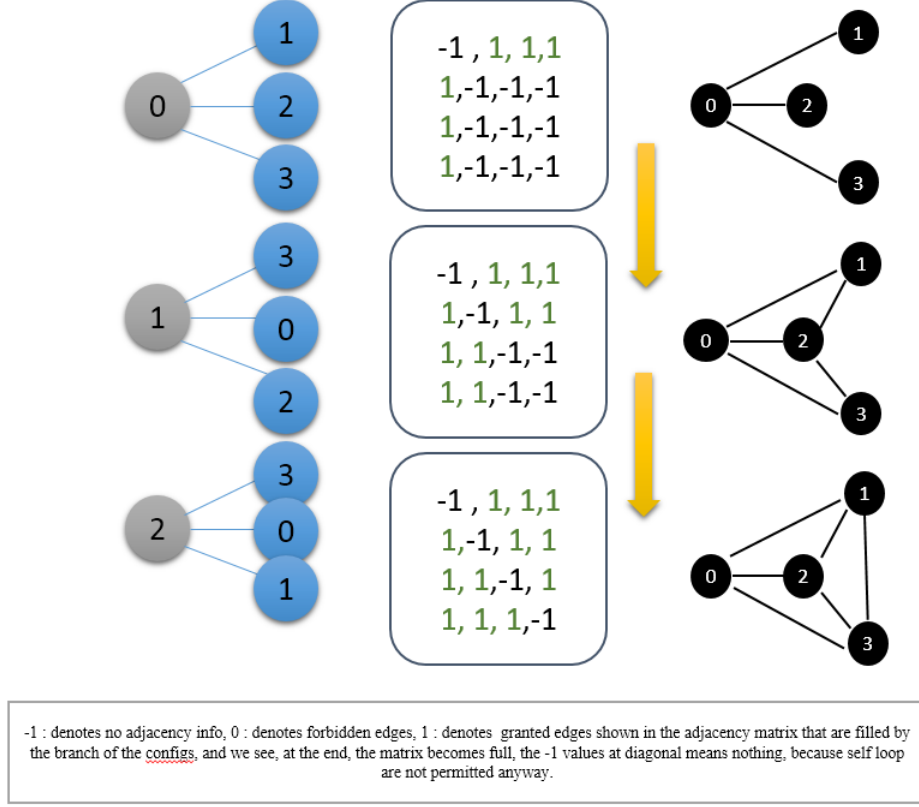 1
0
2
3
-1 , 1, 1,1
1,-1,-1,-1
1,-1,-1,-1
1,-1,-1,-1
1
0
2
3
3
1
0
2
-1 , 1, 1,1
1,-1, 1, 1
1, 1,-1,-1
1, 1,-1,-1
1
0
2
3
3
2
0
1
-1 , 1, 1,1
1,-1, 1, 1
1, 1,-1, 1
1, 1, 1,-1
1
0
2
3
-1 : denotes no adjacency info, 0 : denotes forbidden edges, 1 : denotes granted edges shown in the adjacency matrix that are filled by
the branch of the configs, and we see, at the end, the matrix becomes full, the -1 values at diagonal means nothing, because self loop
are not permitted anyway.